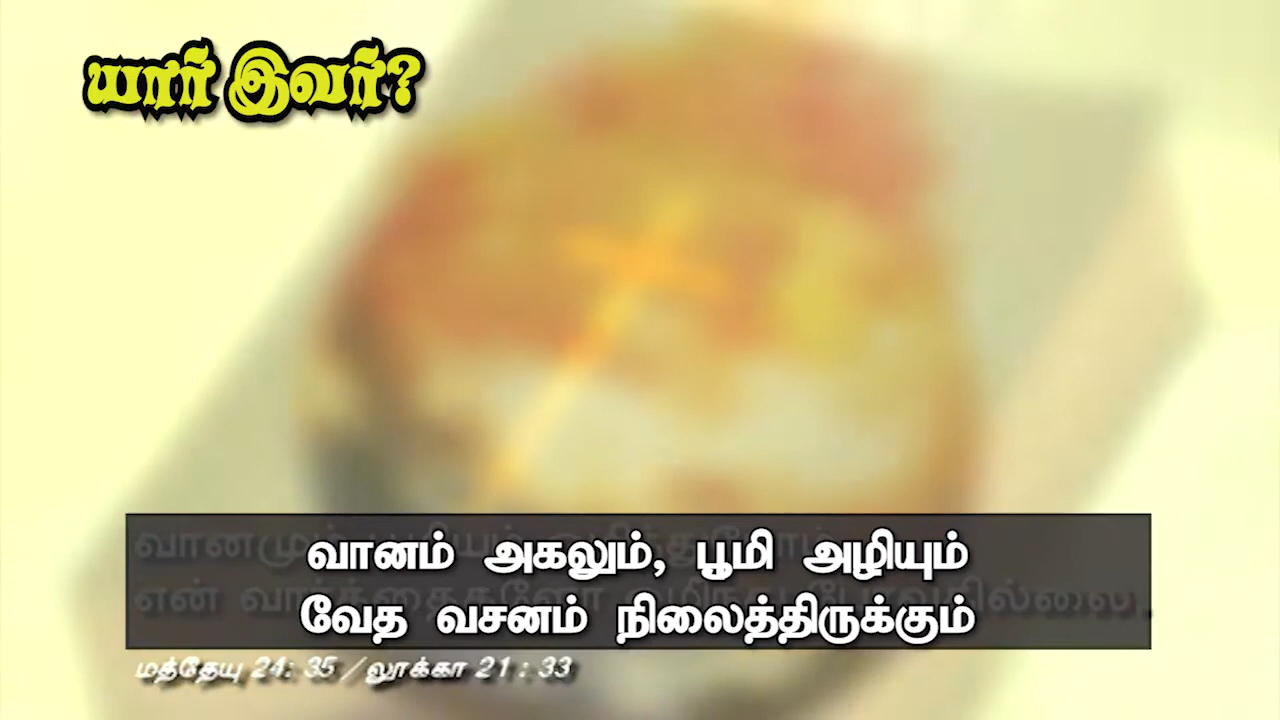 யார் இவர்?
வானம் அகலும், பூமி அழியும்
வேத வசனம் நிலைத்திருக்கும்
மத்தேயு 24: 35 / லூக்கா 21 : 33